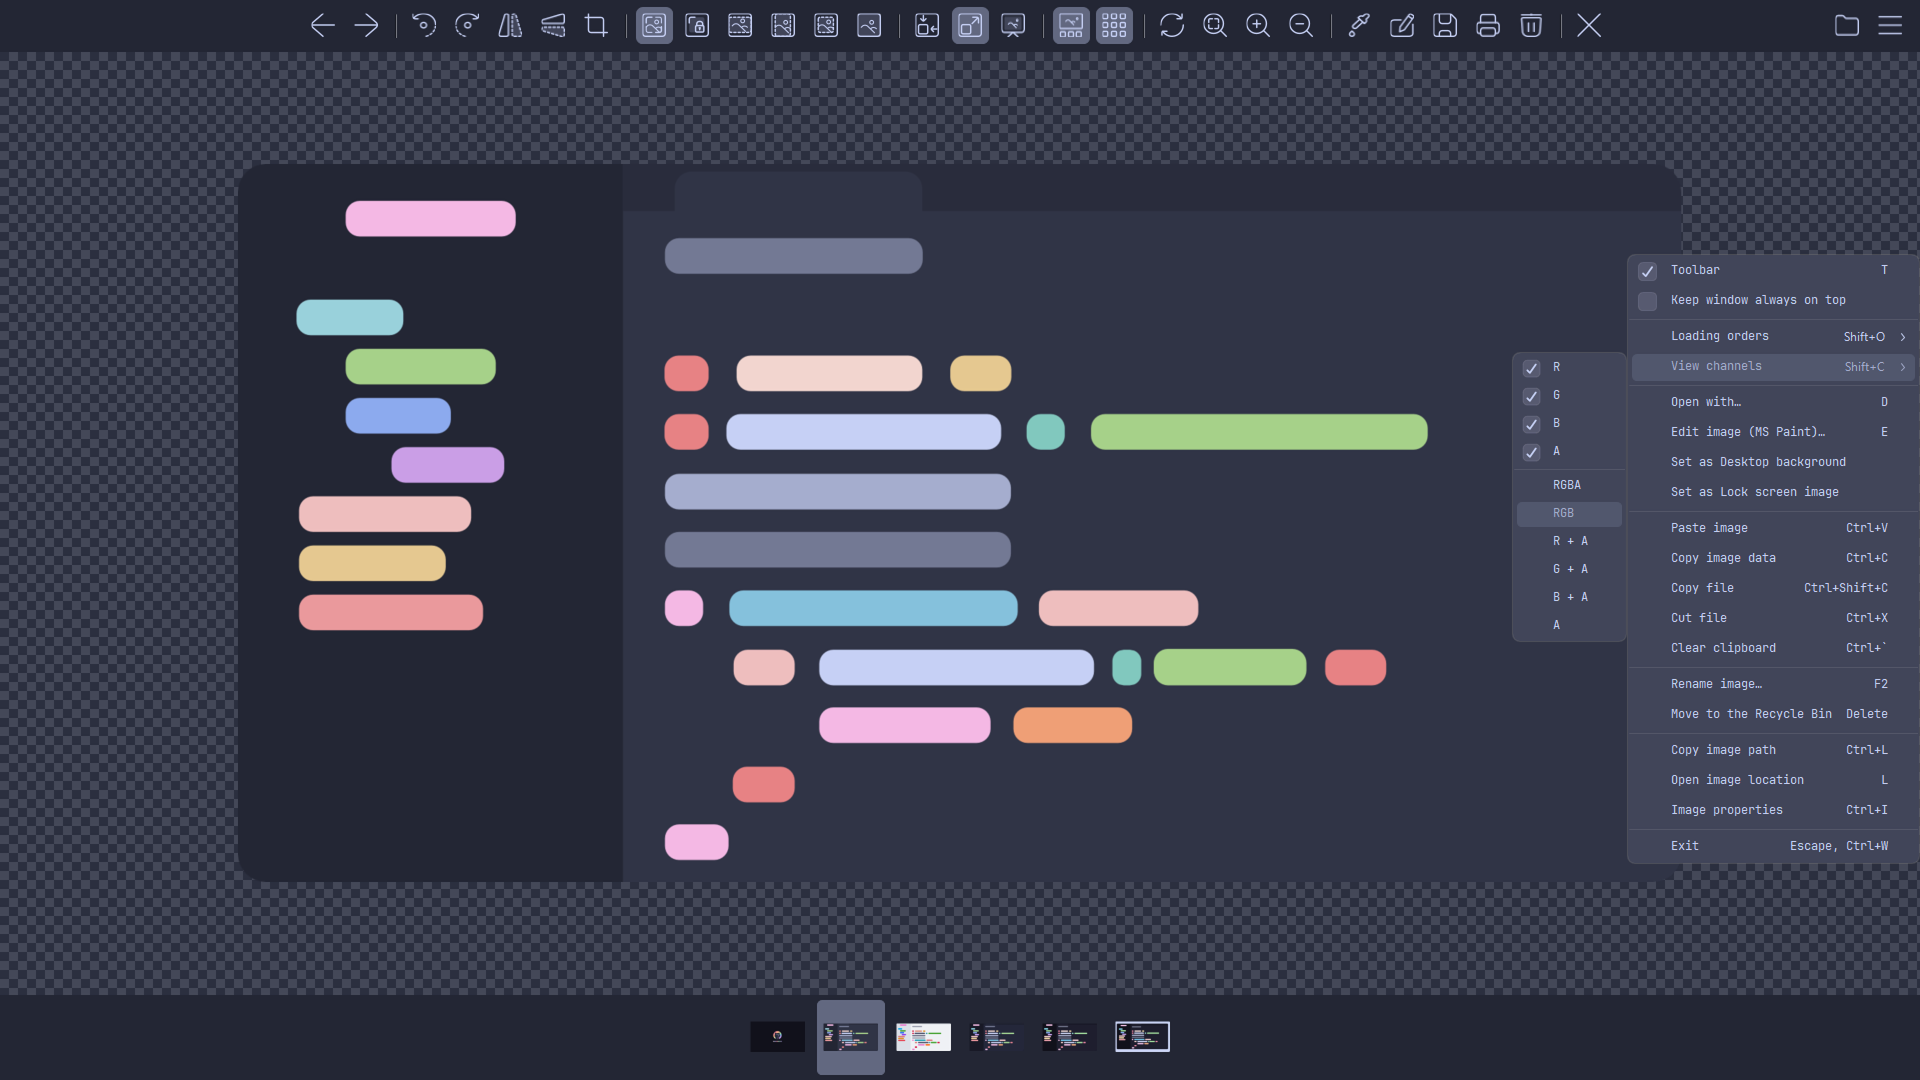 Toolbar T
Keep window always on top
Loading orders Shift+O
View channels Shift+C
Open with… D
Edit image (MS Paint)… E
Set as Desktop background
Set as Lock screen image
Paste image Ctrl+V
Copy image data Ctrl+C
Copy file Ctrl+Shift+C
Cut file Ctrl+X
Clear clipboard Ctrl+`
Rename image… F2
Move to the Recycle Bin Delete
Copy image path Ctrl+L
Open image location L
Image properties Ctrl+I
Exit Escape, Ctrl+W
R
G
B
A
RGBA
RGB
R + A
G + A
B + A
A